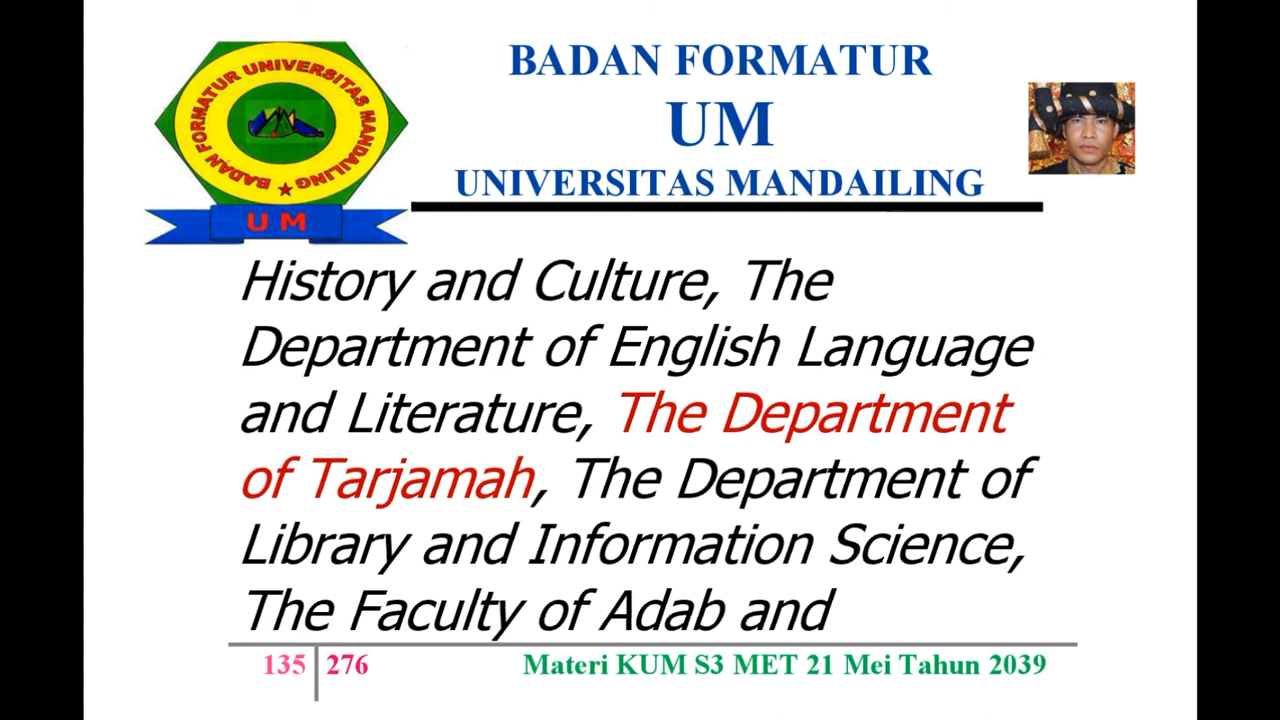 BADAN FORMATUR UNIVERSITAS MANDAILING
UM
BADAN FORMATUR
UM
UNIVERSITAS MANDAILING
History and Culture, The
Department of English Language
and Literature, The Department
of Tarjamah, The Department of
Library and Information Science,
The Faculty of Adab and
135 276 Materi KUM S3 MET 21 Mei Tahun 2039